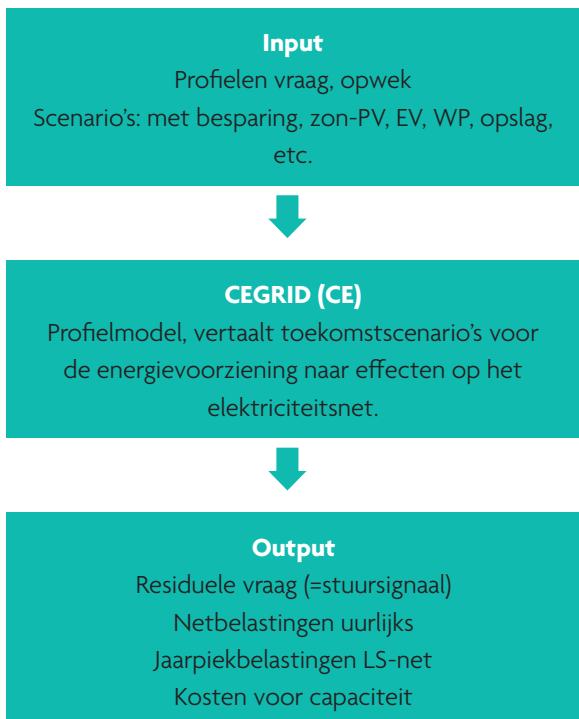 Input
Profielen vraag, opwek
Scenario's: met besparing, zon-PV, EV, WP, opslag,
etc.
CEGRID (CE)
Profielmodel, vertaalt toekomstscenario's voor
de energievoorziening naar effecten op het
elektriciteitsnet.
Output
Residuele vraag (=stuursignaal)
Netbelastingen uurlijks
Jaarpiekbelastingen LS-net
Kosten voor capaciteit